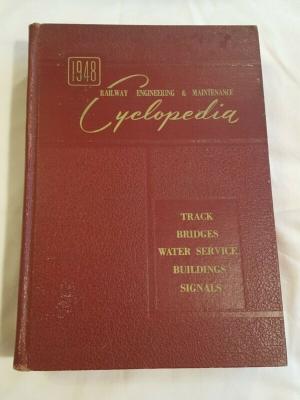 1948
RAILWAY ENGINEERING & MAINTENANCE
Cyclopedia
TRACK
BRIDGES
WATER SERVICE
BUILDINGS
SIGNALS